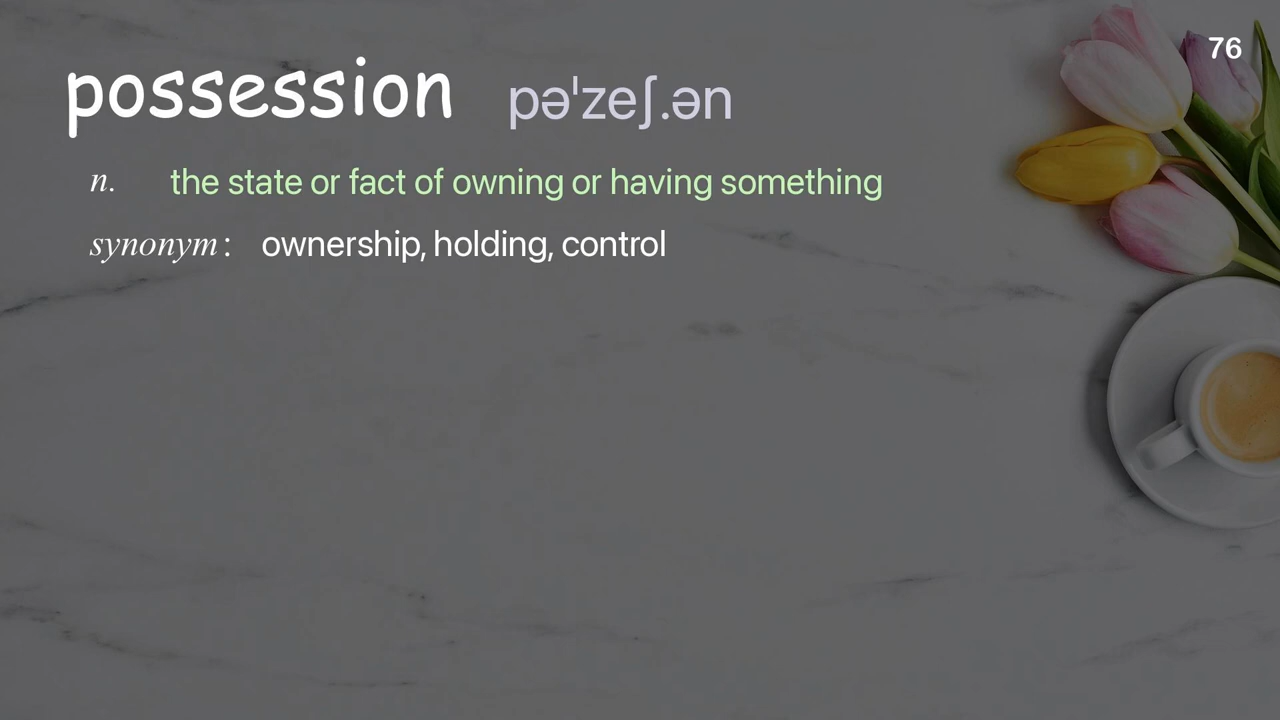 76
possession pəˈzeʃ.ən
n. the state or fact of owning or having something
synonym: ownership, holding, control